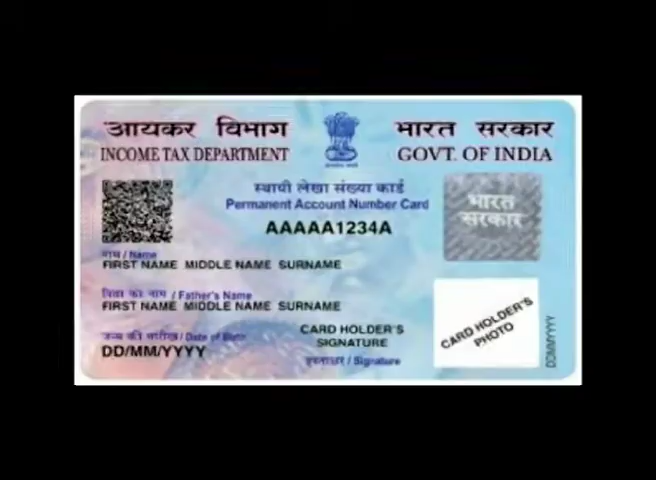 आयकर विभाग
INCOME TAX DEPARTMENT
भारत सरकार
GOVT. OF INDIA
स्थायी लेखा संख्या कार्ड
Permanent Account Number Card
AAAAA1234A
भारत
सरकार
नाम / Name
FIRST NAME MIDDLE NAME SURNAME
पिता का नाम / Father's Name
FIRST NAME MIDDLE NAME SURNAME
जन्म की तारीख / Date of Birth
DD/MM/YYYY
CARD HOLDER'S
SIGNATURE
हस्ताक्षर / Signature
CARD HOLDER'S
PHOTO